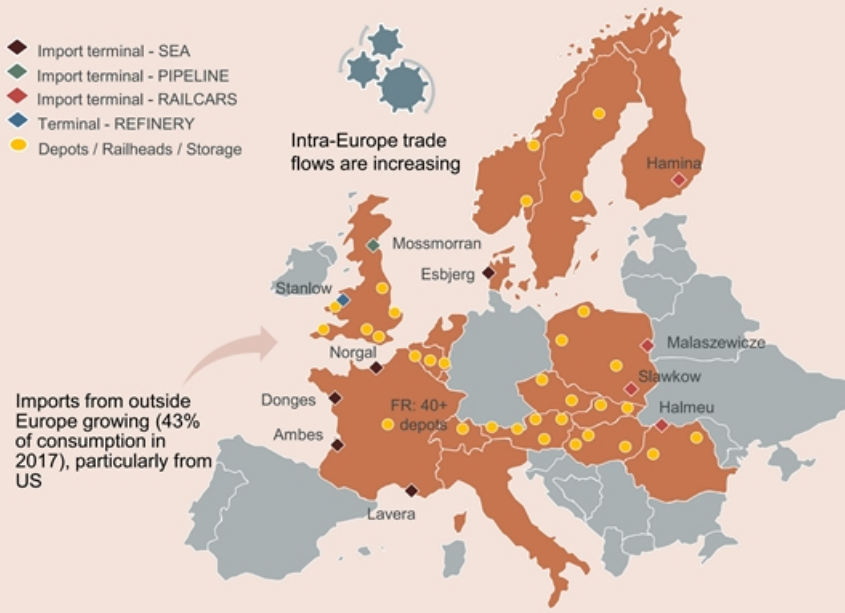 Import terminal - SEA
Import terminal - PIPELINE
Import terminal - RAILCARS
Terminal - REFINERY
Depots / Railheads / Storage
Intra-Europe trade
flows are increasing
Hamina
Mossmorran
Esbjerg
Stanlow
Norgal
Malaszewicze
Slawkow
Donges
FR: 40+
depots
Halmeu
Ambes
Imports from outside
Europe growing (43%
of consumption in
2017), particularly from
US
Lavera